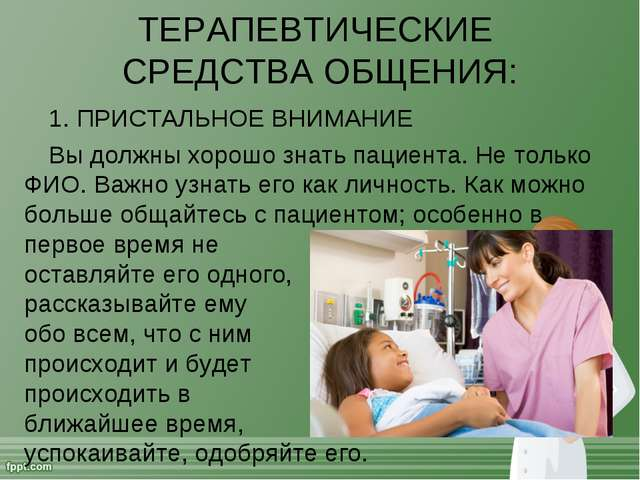 ТЕРАПЕВТИЧЕСКИЕ
СРЕДСТВА ОБЩЕНИЯ:
1. ПРИСТАЛЬНОЕ ВНИМАНИЕ
Вы должны хорошо знать пациента. Не только
ФИО. Важно узнать его как личность. Как можно
больше общайтесь с пациентом; особенно в
первое время не
оставляйте его одного,
рассказывайте ему
обо всем, что с ним
происходит и будет
происходить в
ближайшее время,
успокаивайте, одобряйте его.
fppt.com